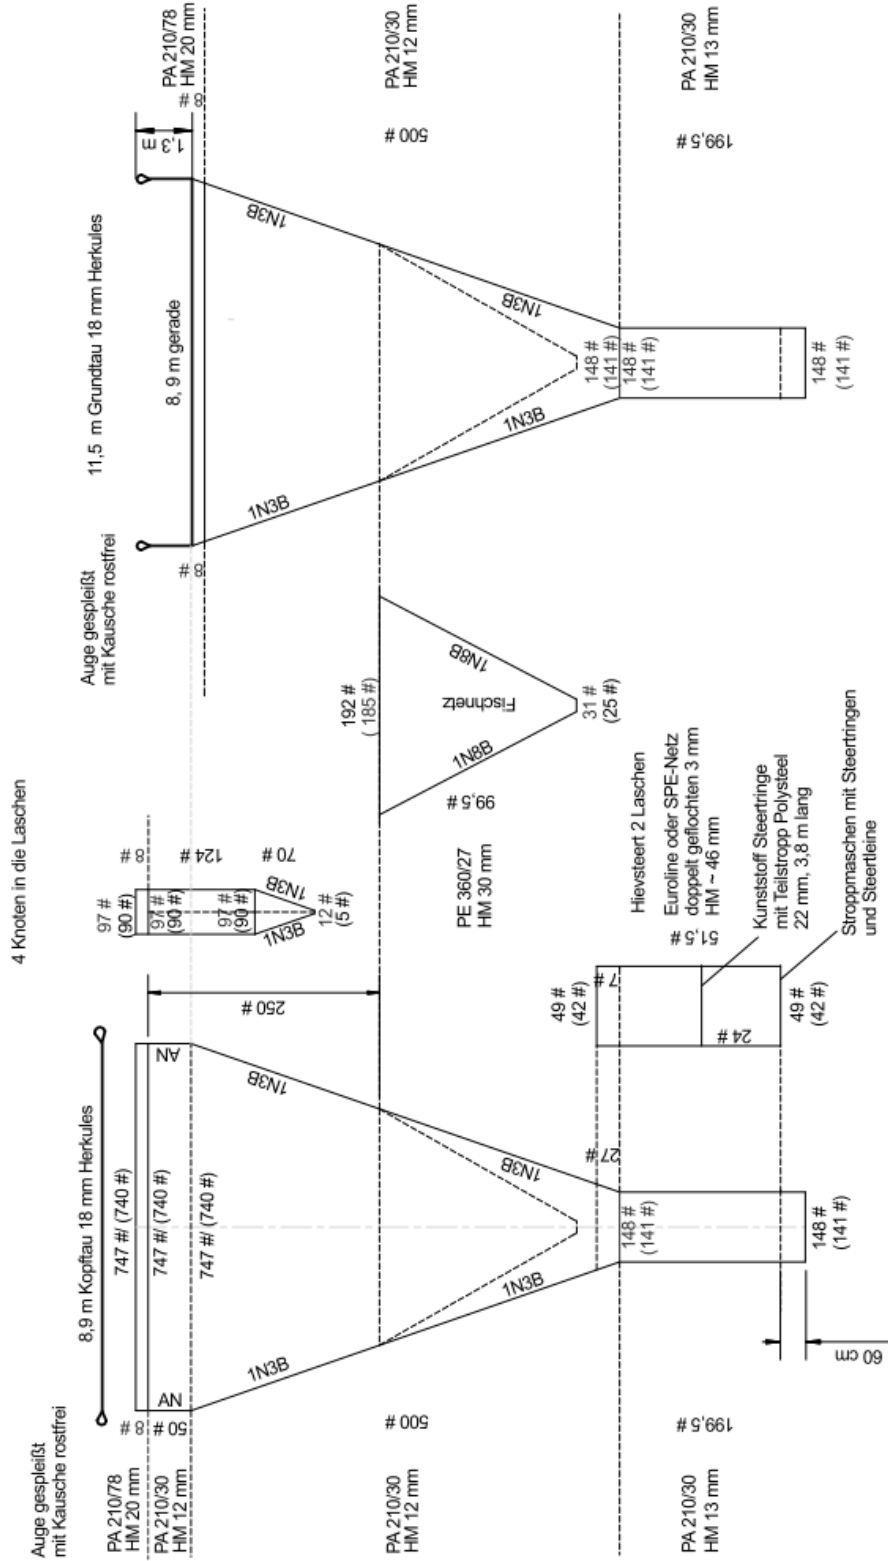 4 Knoten in die Laschen
Auge gespleißt
mit Kausche rostfrei
8,9 m Kopftau 18 mm Herkules
PA 210/78
HM 20 mm
PA 210/30
HM 12 mm
8 #
50 #
747 #/ (740 #)
747 #/ (740 #)
747 #/ (740 #)
AN
AN
1N3B
1N3B
1N3B
1N3B
PA 210/30
HM 12 mm
500 #
250 #
27 #
148 #
(141 #)
PA 210/30
HM 13 mm
199,5 #
148 #
(141 #)
60 cm
97 #
(90 #)
97 #
(90 #)
97 #
(90 #)
8 #
124 #
70 #
1N3B
1N3B
12 #
(5 #)
192 #
( 185 #)
1N8B
1N8B
Fischnetz
99,5 #
31 #
(25 #)
PE 360/27
HM 30 mm
49 #
(42 #)
7 #
51,5 #
24 #
49 #
(42 #)
Hievsteert 2 Laschen
Euroline oder SPE-Netz
doppelt geflochten 3 mm
HM ~ 46 mm
Kunststoff Steertringe
mit Teilstropp Polysteel
22 mm, 3,8 m lang
Stroppmaschen mit Steertringen
und Steertleine
Auge gespleißt
mit Kausche rostfrei
11,5 m Grundtau 18 mm Herkules
8, 9 m gerade
1,3 m
8 #
8 #
PA 210/78
HM 20 mm
1N3B
1N3B
1N3B
1N3B
500 #
PA 210/30
HM 12 mm
148 #
(141 #)
148 #
(141 #)
199,5 #
PA 210/30
HM 13 mm
148 #
(141 #)